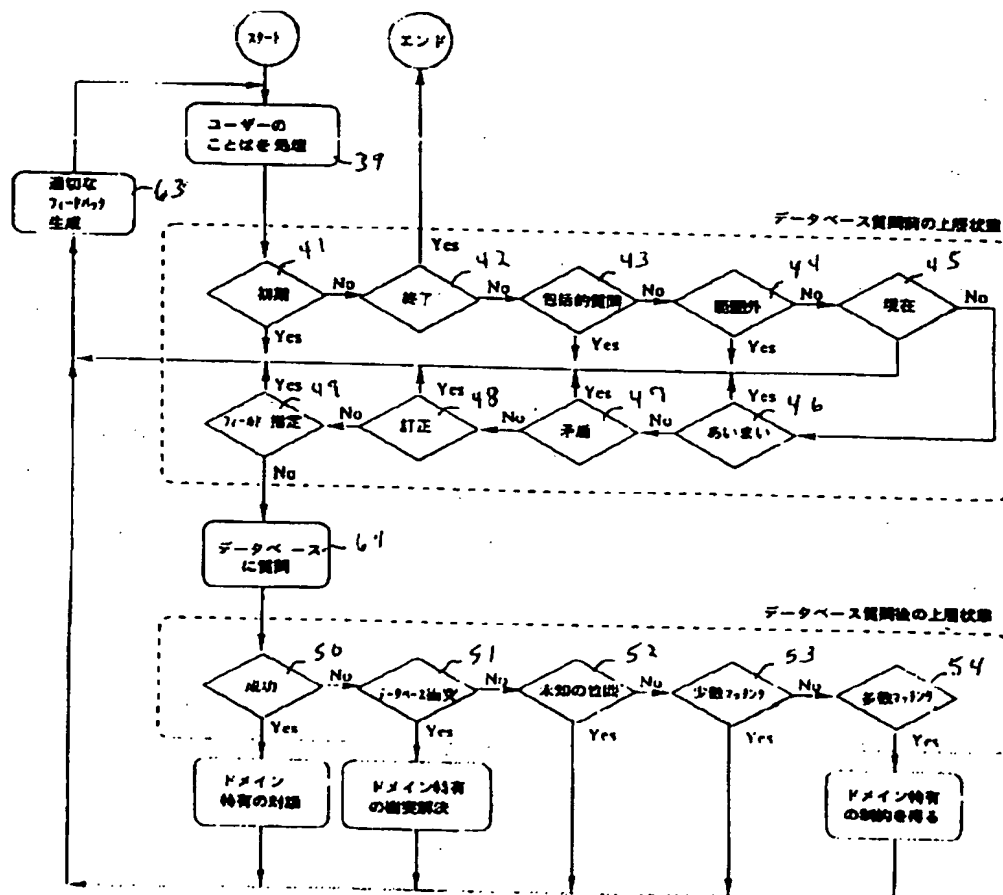 スタート
エンド
ユーザーの
ことばを処理
39
適切な
フィードバック
生成
63
データベース質問前の上層状態
41
初期
Yes
No
42
終了
Yes
No
43
包括的質問
Yes
No
44
範囲外
Yes
No
45
現在
No
49
フィールド 指定
Yes
No
48
訂正
Yes
No
47
矛盾
Yes
No
46
あいまい
Yes
No
データベース
に質問
61
データベース質問後の上層状態
50
成功
No
Yes
51
データベース衝突
No
Yes
52
未知の位置
No
Yes
53
少数マッチング
No
Yes
54
多数マッチング
Yes
ドメイン
特有の対話
ドメイン特有
の衝突解決
ドメイン特有
の制約を得る